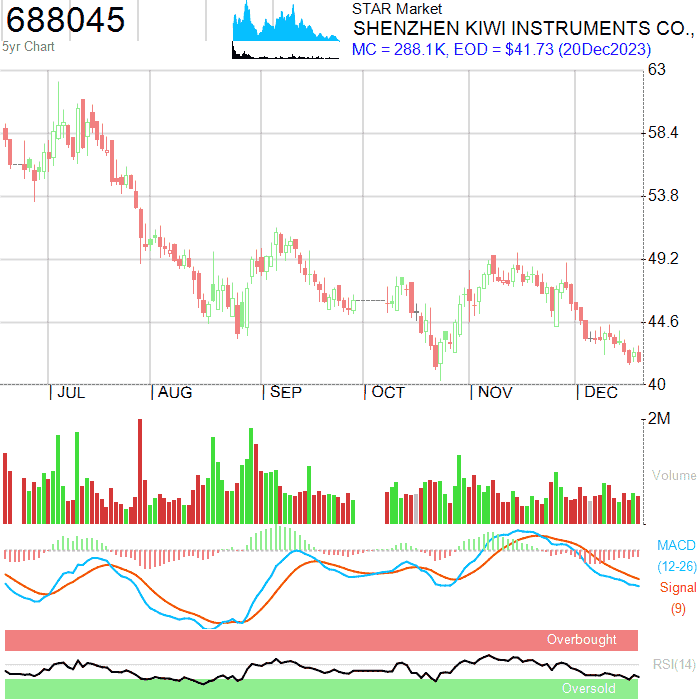 688045
STAR Market
SHENZHEN KIWI INSTRUMENTS CO.,
5yr Chart
MC = 288.1K, EOD = $41.73 (20Dec2023)
63
58.4
53.8
49.2
44.6
40
JUL AUG SEP OCT NOV DEC
2M
Volume
MACD
(12-26)
Signal
(9)
Overbought
RSI(14)
Oversold